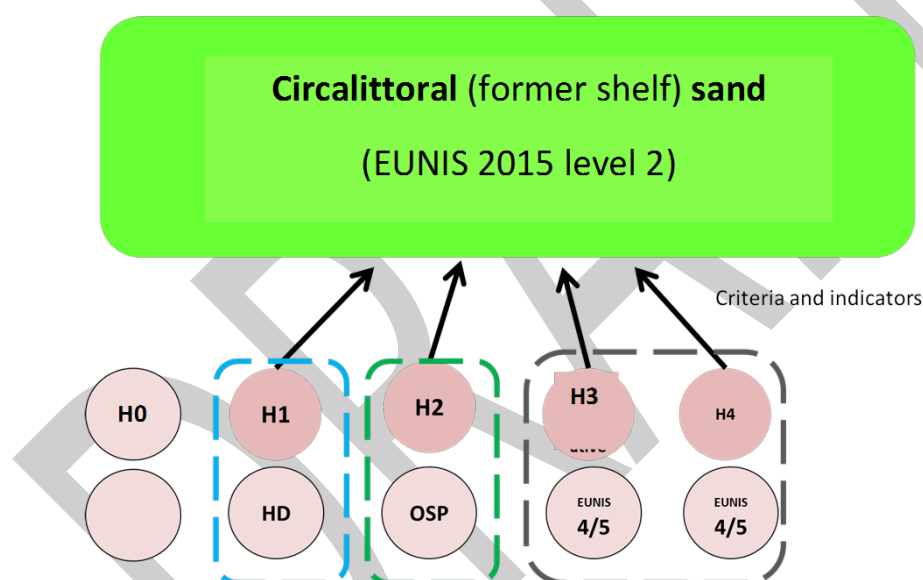 Circalittoral (former shelf) sand
(EUNIS 2015 level 2)
Criteria and indicators
H0
H1
H2
H3
H4
ative
HD
OSP
EUNIS
4/5
EUNIS
4/5